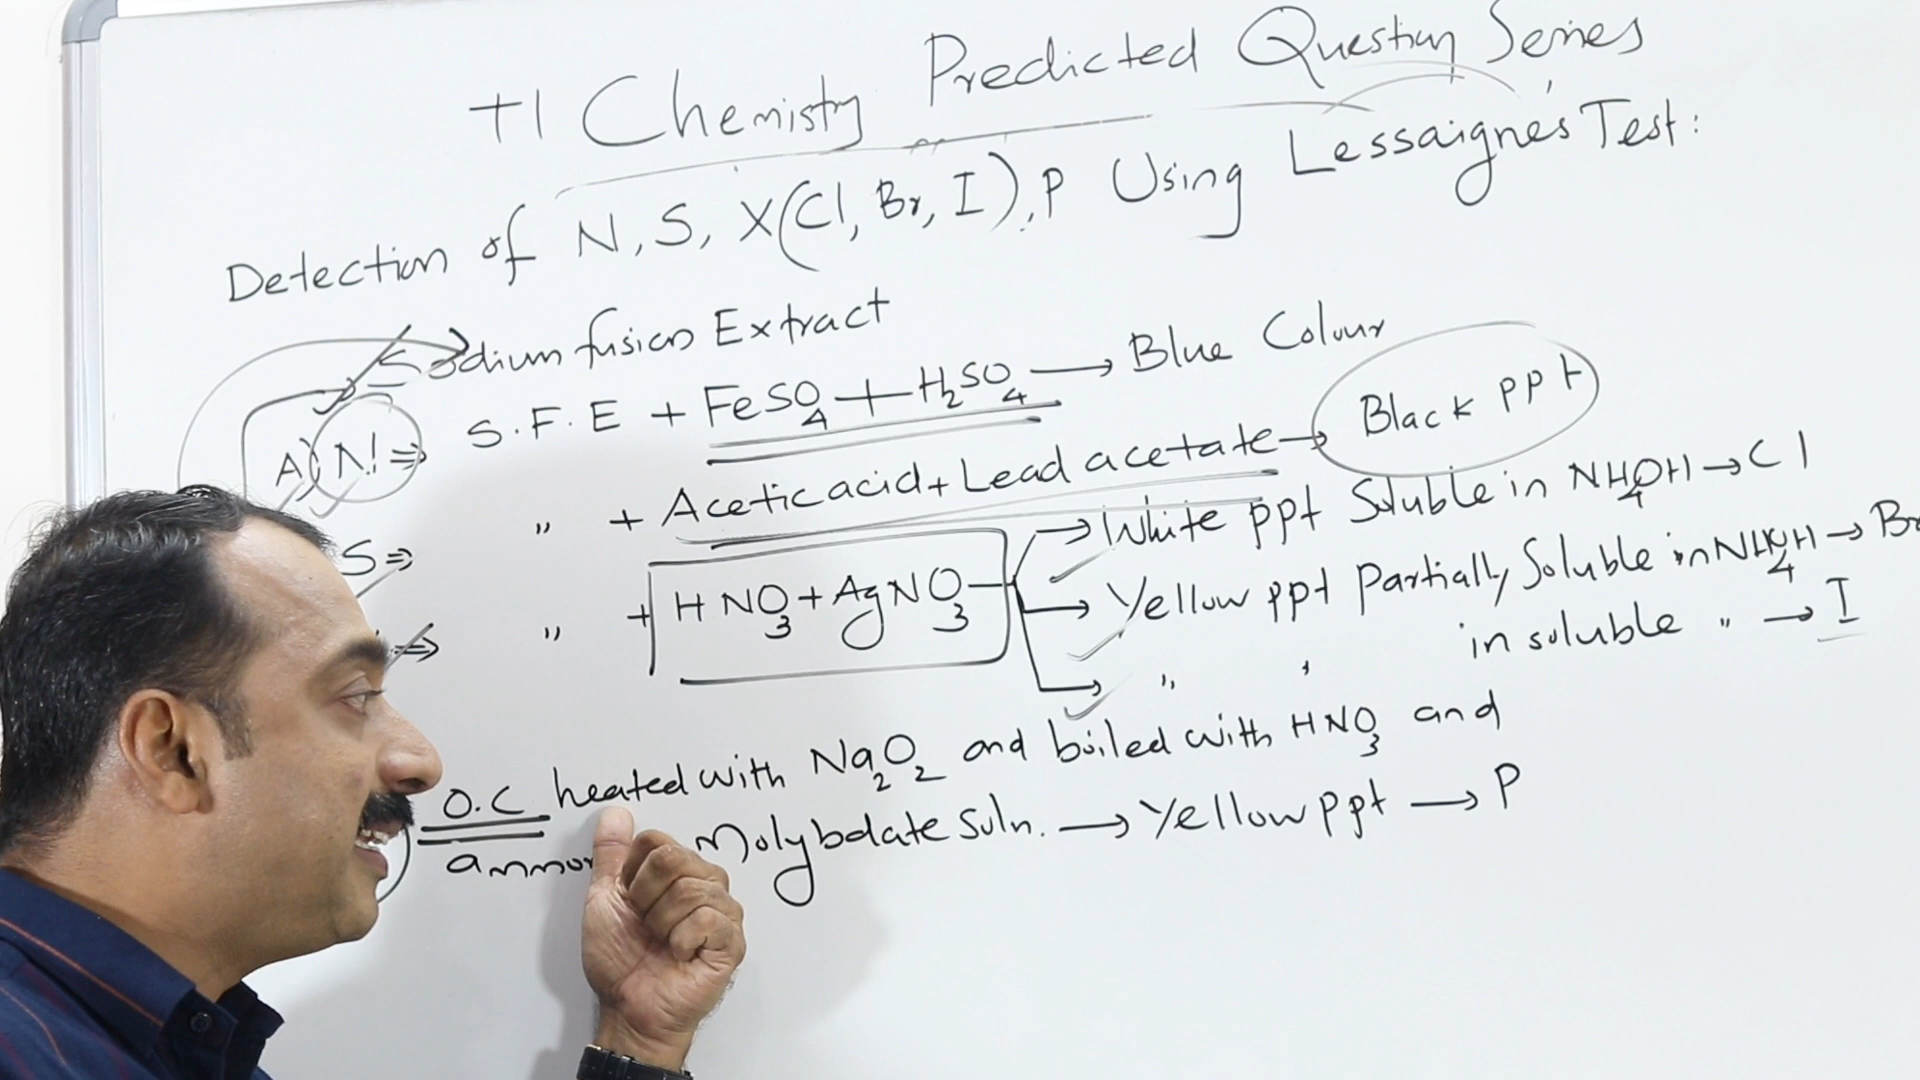 +1 Chemistry Predicted Question Series
Detection of N, S, X(Cl, Br, I), P Using Lessaigne's Test:
Sodium fusion Extract
A) N! ⇒ S.F.E + FeSO4 + H2SO4 → Blue Colour
S ⇒ " + Acetic acid + Lead acetate → Black ppt
⇒ " + HNO3 + AgNO3 → White ppt Soluble in NH4OH → Cl
→ Yellow ppt Partially Soluble in NH4OH → Br
→ " " in soluble " → I
O.C heated with Na2O2 and boiled with HNO3 and
Molybdate Suln. → Yellow ppt → P